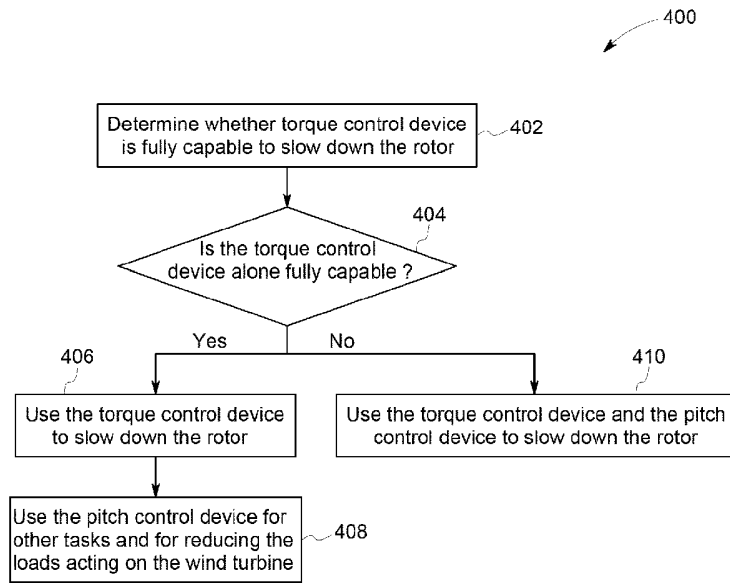 400
Determine whether torque control device
is fully capable to slow down the rotor
402
404
Is the torque control
device alone fully capable ?
Yes
No
406
Use the torque control device
to slow down the rotor
410
Use the torque control device and the pitch
control device to slow down the rotor
Use the pitch control device for
other tasks and for reducing the
loads acting on the wind turbine
408